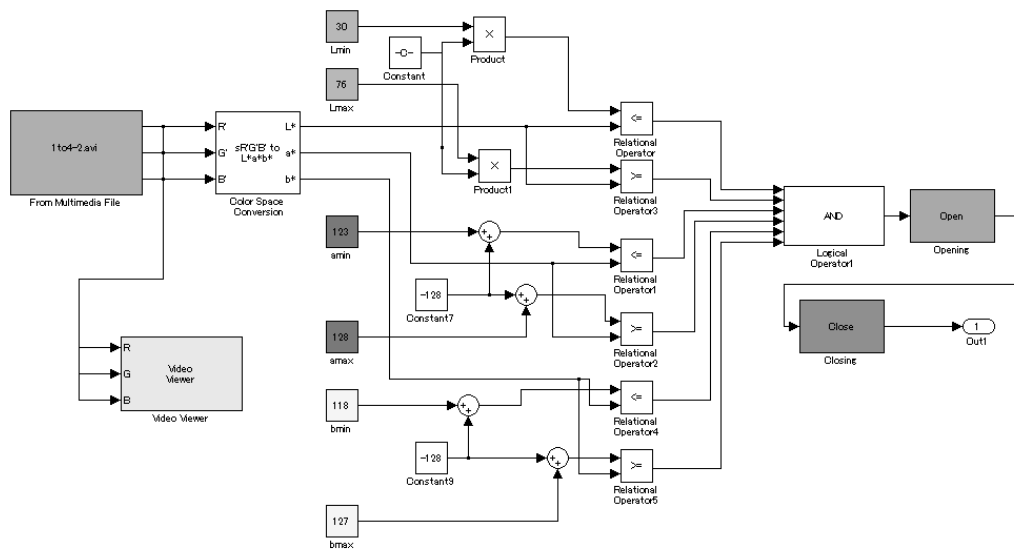 30
Lmin
-C-
Constant
×
Product
76
Lmax
1to4-2.avi
From Multimedia File
R'
G'
B'
sR'G'B' to
L*a*b*
L*
a*
b*
Color Space
Conversion
×
Product1
<=
Relational
Operator
>=
Relational
Operator3
123
amin
<=
Relational
Operator1
AND
Logical
Operator1
Open
Opening
-128
Constant7
128
amax
>=
Relational
Operator2
Close
Closing
1
Out1
R
G
B
Video
Viewer
Video Viewer
118
bmin
<=
Relational
Operator4
-128
Constant9
>=
Relational
Operator5
127
bmax